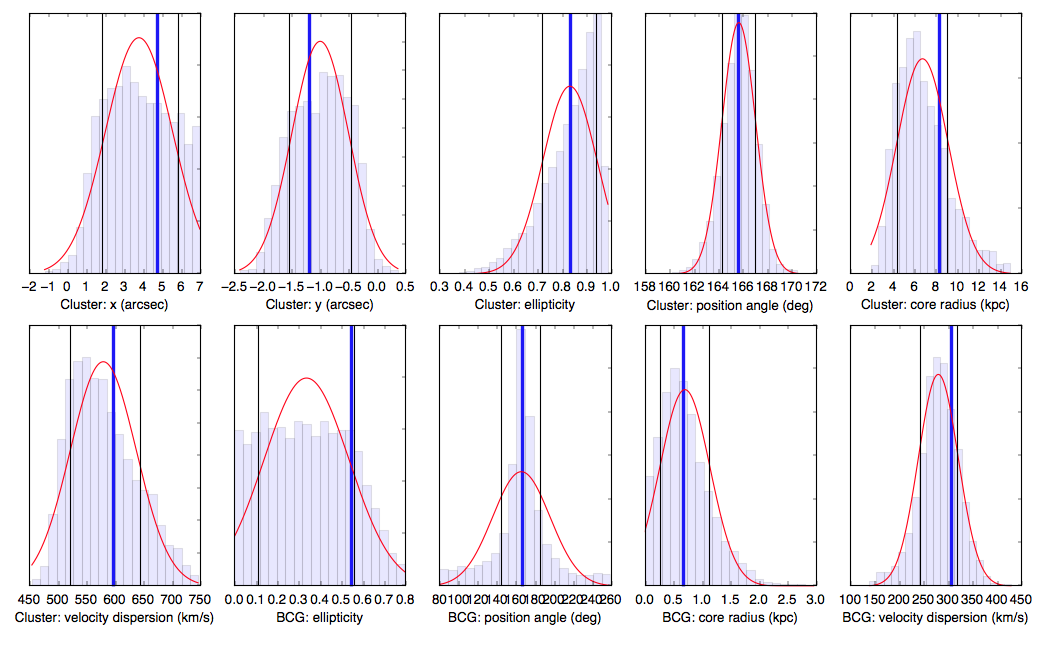 −2 −1 0 1 2 3 4 5 6 7
Cluster: x (arcsec)
−2.5 −2.0 −1.5 −1.0 −0.5 0.0 0.5
Cluster: y (arcsec)
0.3 0.4 0.5 0.6 0.7 0.8 0.9 1.0
Cluster: ellipticity
158 160 162 164 166 168 170 172
Cluster: position angle (deg)
0 2 4 6 8 10 12 14 16
Cluster: core radius (kpc)
450 500 550 600 650 700 750
Cluster: velocity dispersion (km/s)
0.0 0.1 0.2 0.3 0.4 0.5 0.6 0.7 0.8
BCG: ellipticity
80 100 120 140 160 180 200 220 240 260
BCG: position angle (deg)
0.0 0.5 1.0 1.5 2.0 2.5 3.0
BCG: core radius (kpc)
100 150 200 250 300 350 400 450
BCG: velocity dispersion (km/s)